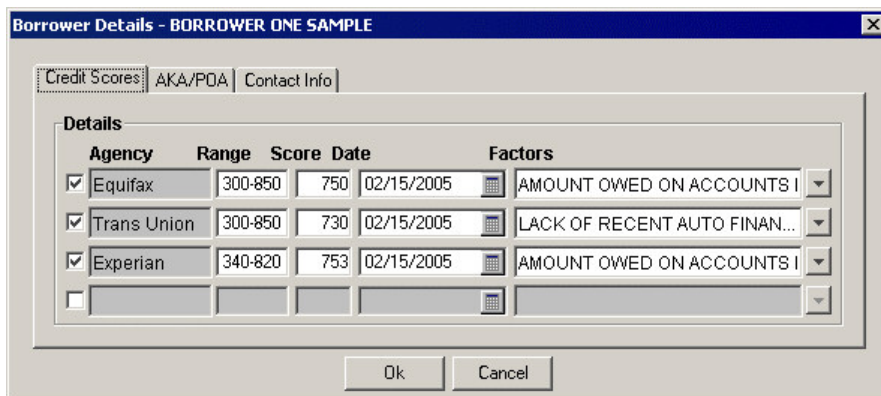 Borrower Details - BORROWER ONE SAMPLE
Credit Scores AKA/POA Contact Info
Details
Agency Range Score Date Factors
Equifax 300-850 750 02/15/2005 AMOUNT OWED ON ACCOUNTS I
Trans Union 300-850 730 02/15/2005 LACK OF RECENT AUTO FINAN...
Experian 340-820 753 02/15/2005 AMOUNT OWED ON ACCOUNTS I
Ok Cancel